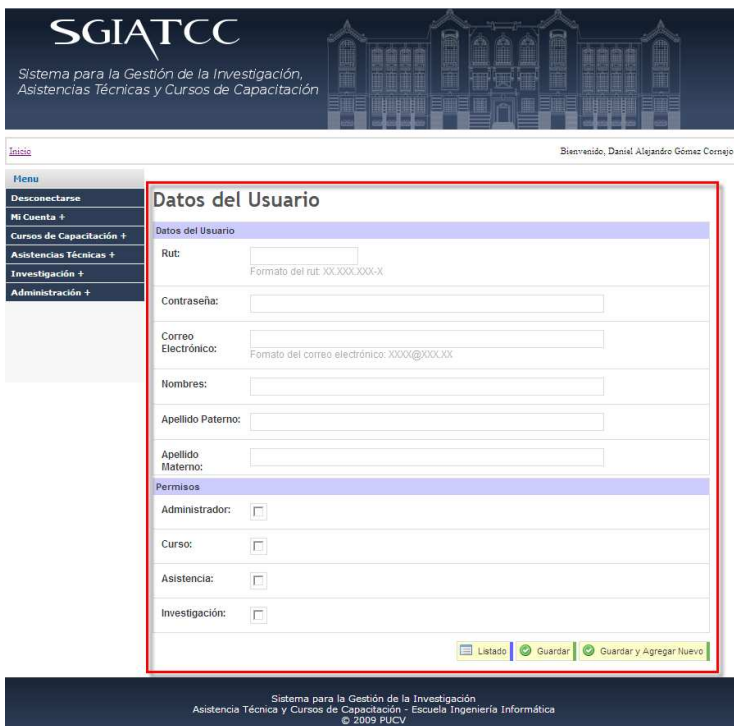 SGIATCC
Sistema para la Gestión de la Investigación,
Asistencias Técnicas y Cursos de Capacitación
Inicio
Bienvenido, Daniel Alejandro Gómez Cornejo
Menu
Desconectarse
Mi Cuenta +
Cursos de Capacitación +
Asistencias Técnicas +
Investigación +
Administración +
Datos del Usuario
Datos del Usuario
Rut:
Formato del rut: XX.XXX.XXX-X
Contraseña:
Correo
Electrónico:
Fomato del correo electrónico: XXXX@XXX.XX
Nombres:
Apellido Paterno:
Apellido
Materno:
Permisos
Administrador:
Curso:
Asistencia:
Investigación:
Listado
Guardar
Guardar y Agregar Nuevo
Sistema para la Gestión de la Investigación
Asistencia Técnica y Cursos de Capacitación - Escuela Ingeniería Informática
© 2009 PUCV